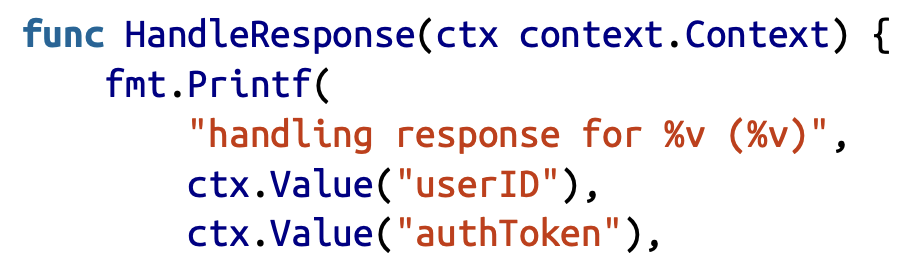 func HandleResponse(ctx context.Context) {
    fmt.Printf(
        "handling response for %v (%v)",
        ctx.Value("userID"),
        ctx.Value("authToken"),